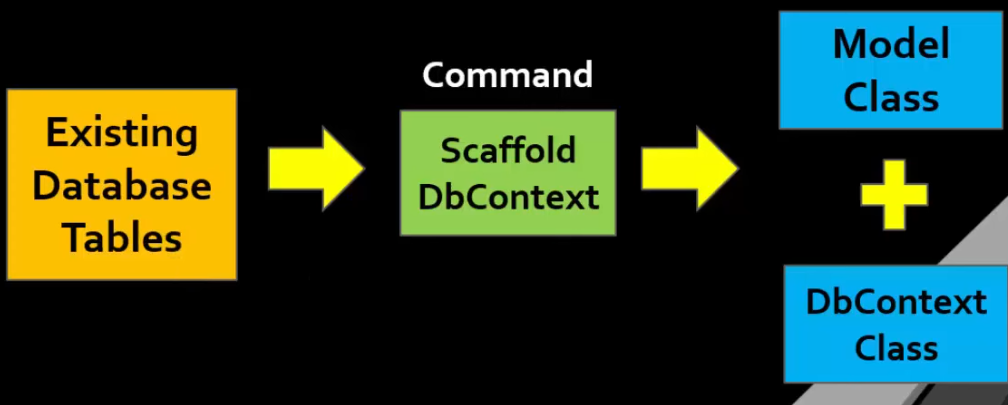 Existing
Database
Tables
Command
Scaffold
DbContext
Model
Class
DbContext
Class